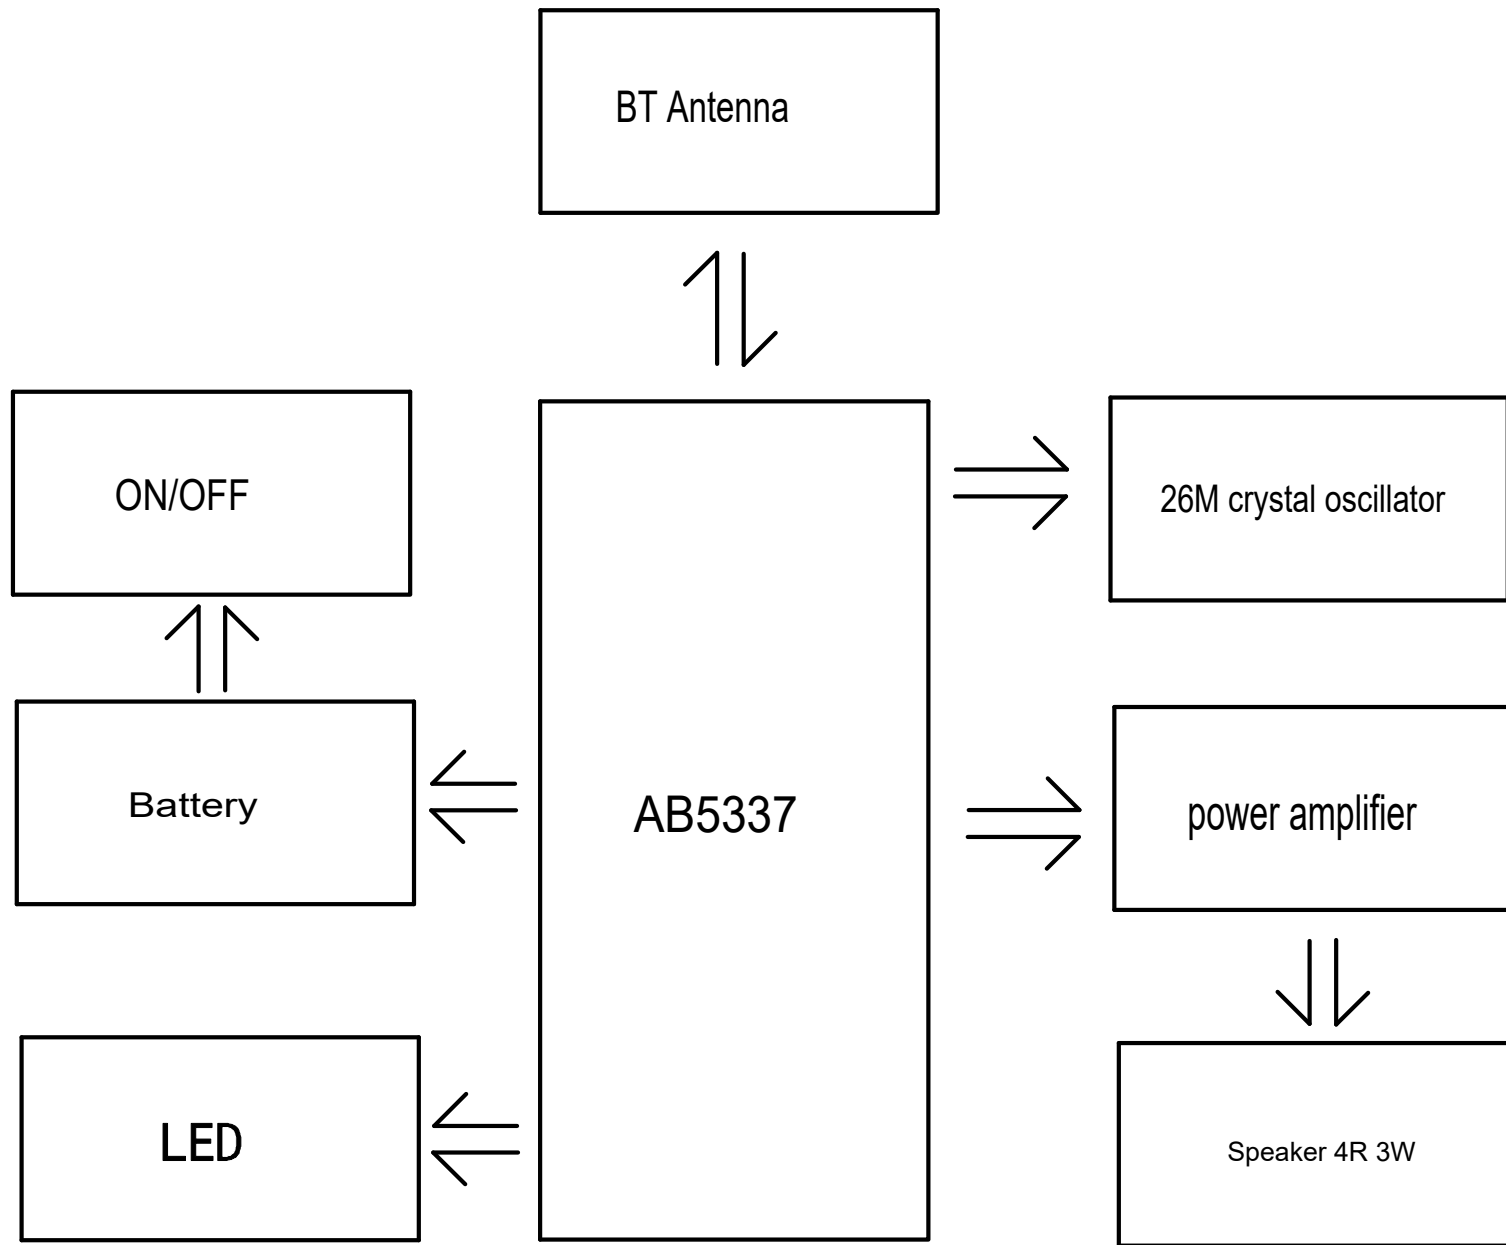 BT Antenna
ON/OFF
26M crystal oscillator
Battery
AB5337
power amplifier
LED
Speaker 4R 3W